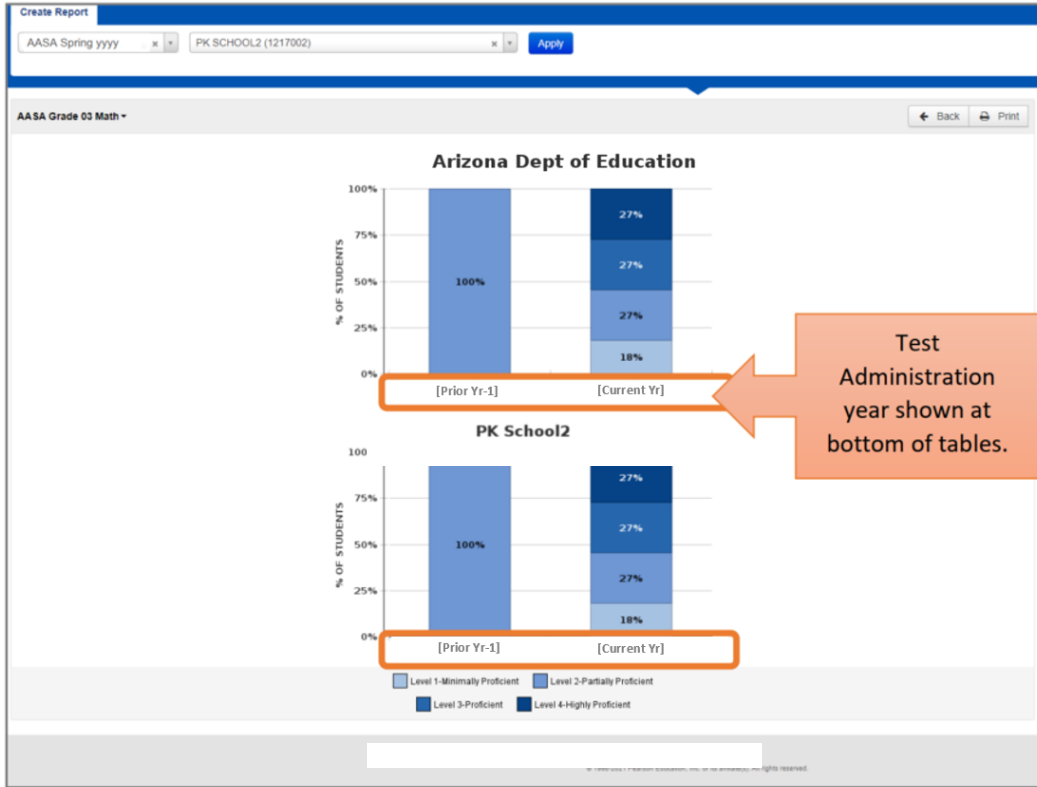 Create Report
AASA Spring yyyy
PK SCHOOL2 (1217002)
Apply
AASA Grade 03 Math
Back
Print
Arizona Dept of Education
100%
75%
50%
25%
0%
% OF STUDENTS
100%
27%
27%
27%
18%
[Prior Yr-1]
[Current Yr]
Test
Administration
year shown at
bottom of tables.
PK School2
100
75%
50%
25%
0%
% OF STUDENTS
100%
27%
27%
27%
18%
[Prior Yr-1]
[Current Yr]
Level 1-Minimally Proficient
Level 2-Partially Proficient
Level 3-Proficient
Level 4-Highly Proficient
rights reserved.